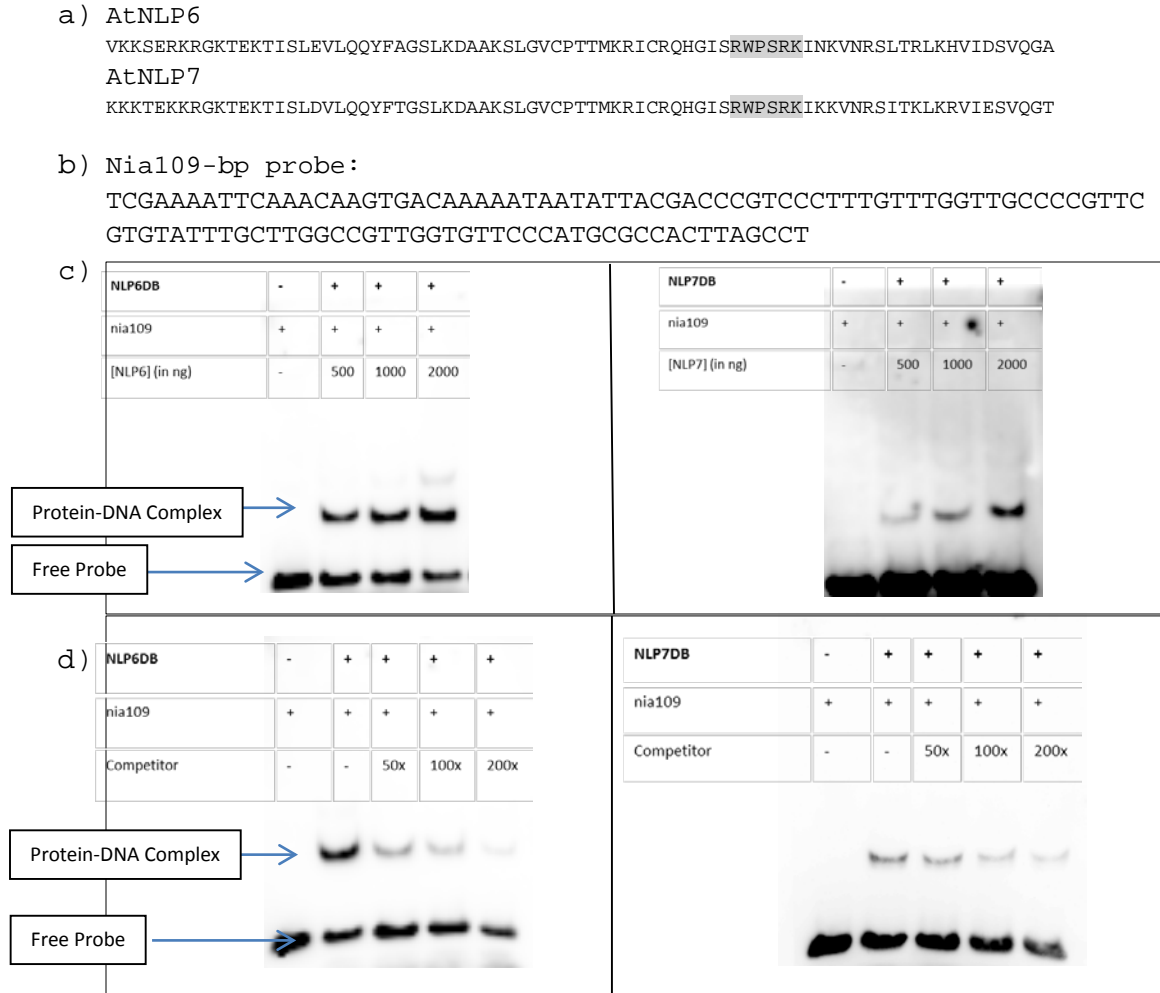 a) AtNLP6
VKKSERKRGKTEKTISLEVLQQYFAGSLKDAAKSLGVCPTTMKRICRQHGISRWPSRKINKVNRSLTRLKHVIDSVQGA
AtNLP7
KKKTEKKRGKTEKTISLDVLQQYFTGSLKDAAKSLGVCPTTMKRICRQHGISRWPSRKIKKVNRSITKLKRVIESVQGT
b) Nia109-bp probe:
TCGAAAATTCAAACAAGTGACAAAAATAATATTACGACCCGTCCCTTTGTTTGGTTGCCCCGTTC
GTGTATTTGCTTGGCCGTTGGTGTTCCCATGCGCCACTTAGCCT
c)
NLP6DB - + + +
nia109 + + + +
[NLP6] (in ng) - 500 1000 2000
Protein-DNA Complex
Free Probe
NLP7DB - + + +
nia109 + + + +
[NLP7] (in ng) - 500 1000 2000
d)
NLP6DB - + + + +
nia109 + + + + +
Competitor - - 50x 100x 200x
Protein-DNA Complex
Free Probe
NLP7DB - + + + +
nia109 + + + + +
Competitor - - 50x 100x 200x